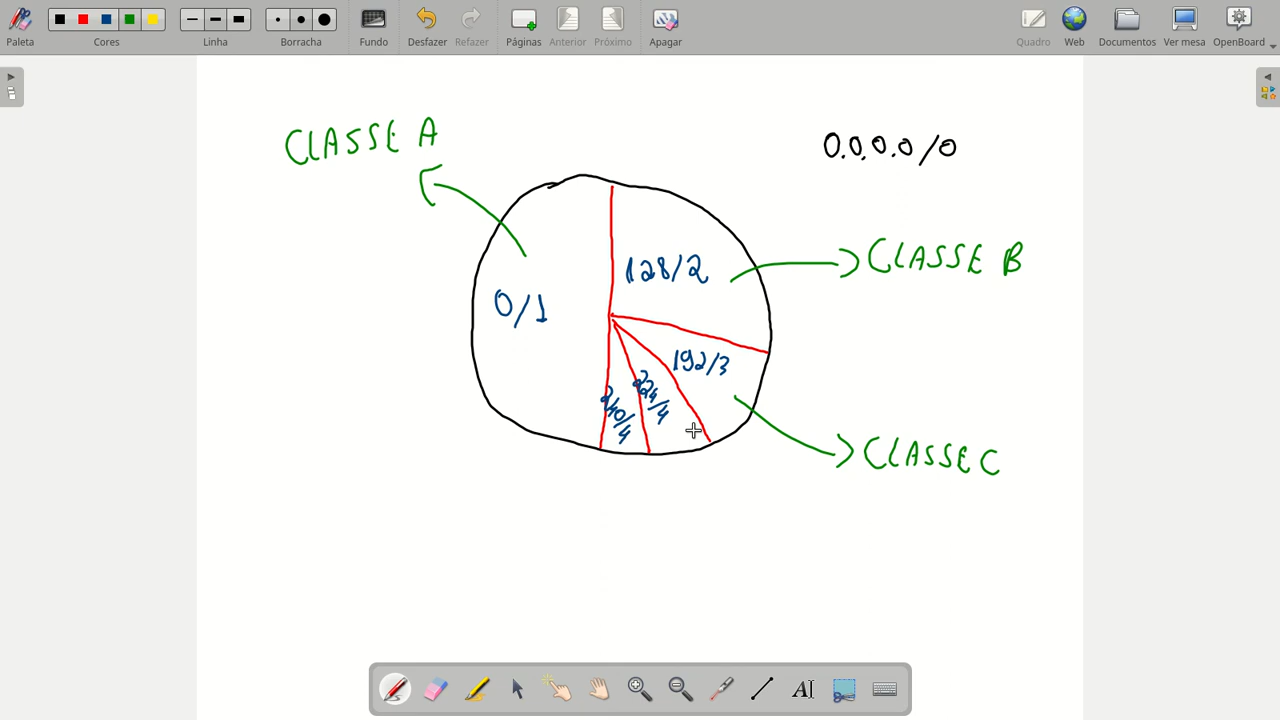 Paleta
Cores
Linha
Borracha
Fundo
Desfazer
Refazer
Páginas
Anterior
Próximo
Apagar
Quadro
Web
Documentos
Ver mesa
OpenBoard
CLASSE A
0.0.0.0/0
128/2
CLASSE B
0/1
192/3
224/4
240/4
CLASSE C